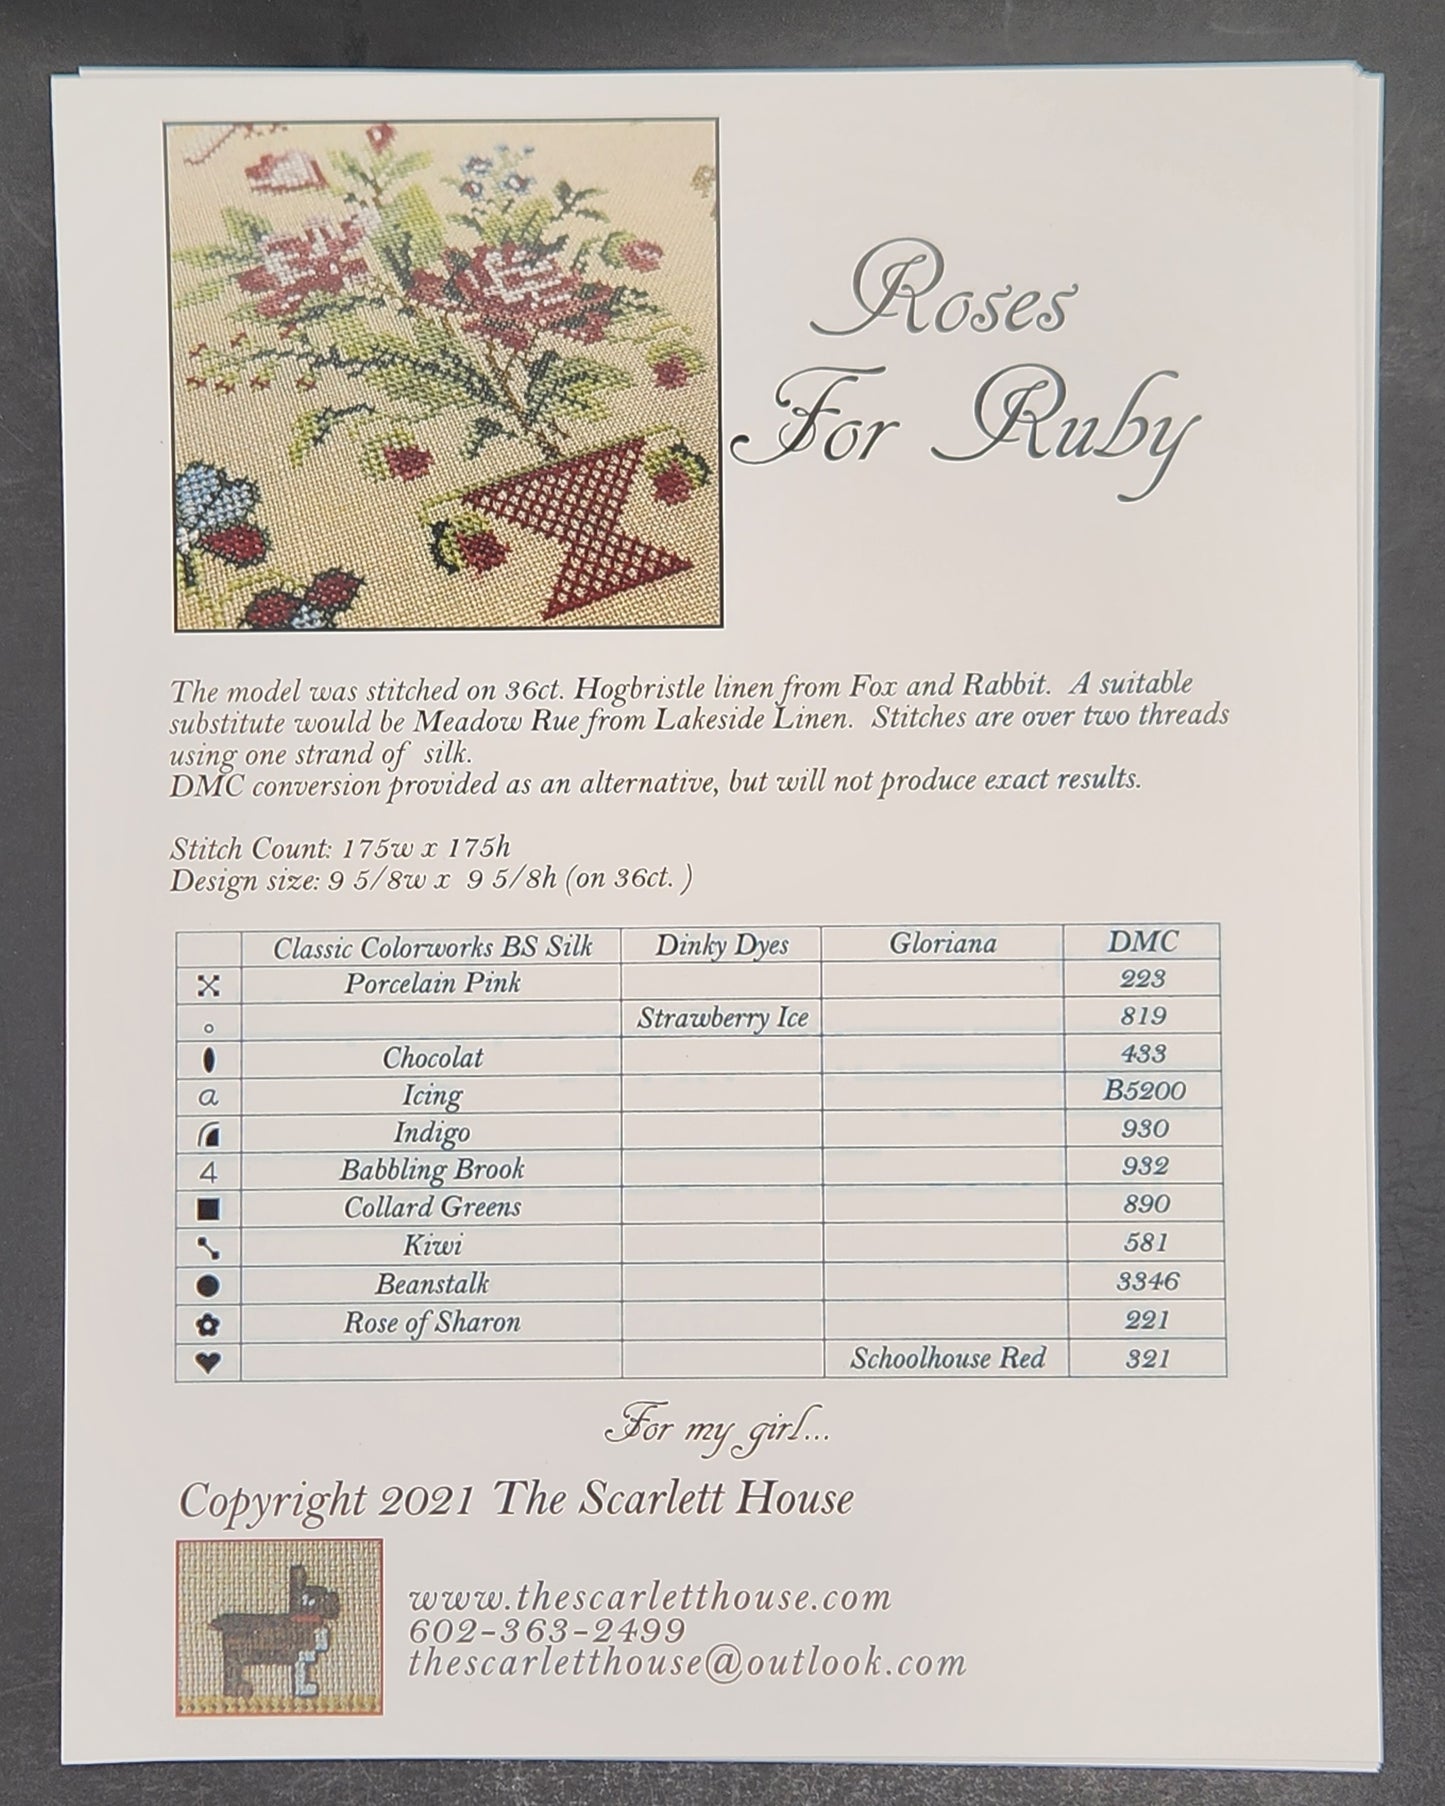 Roses
For Ruby
The model was stitched on 36ct. Hogbristle linen from Fox and Rabbit. A suitable
substitute would be Meadow Rue from Lakeside Linen. Stitches are over two threads
using one strand of silk.
DMC conversion provided as an alternative, but will not produce exact results.
Stitch Count: 175w x 175h
Design size: 9 5/8w x 9 5/8h (on 36ct. )
Classic Colorworks BS Silk Dinky Dyes Gloriana DMC
Porcelain Pink 223
Strawberry Ice 819
Chocolat 433
a Icing B5200
Indigo 930
4 Babbling Brook 932
Collard Greens 890
Kiwi 581
Beanstalk 3346
Rose of Sharon 221
Schoolhouse Red 321
For my girl...
Copyright 2021 The Scarlett House
www.thescarletthouse.com
602-363-2499
thescarletthouse@outlook.com